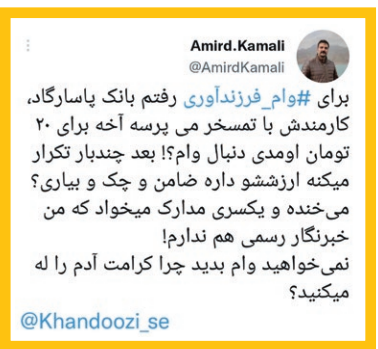 Amird.Kamali
@AmirdKamali
برای #وام_فرزندآوری رفتم بانک پاسارگاد،
کارمندش با تمسخر می پرسه آخه برای ۲۰
تومان اومدی دنبال وام؟! بعد چندبار تکرار
میکنه ارزششو داره ضامن و چک و بیاری؟
می‌خنده و یکسری مدارک میخواد که من
خبرنگار رسمی هم ندارم!
نمی‌خواهید وام بدید چرا کرامت آدم را له
میکنید؟
@Khandoozi_se